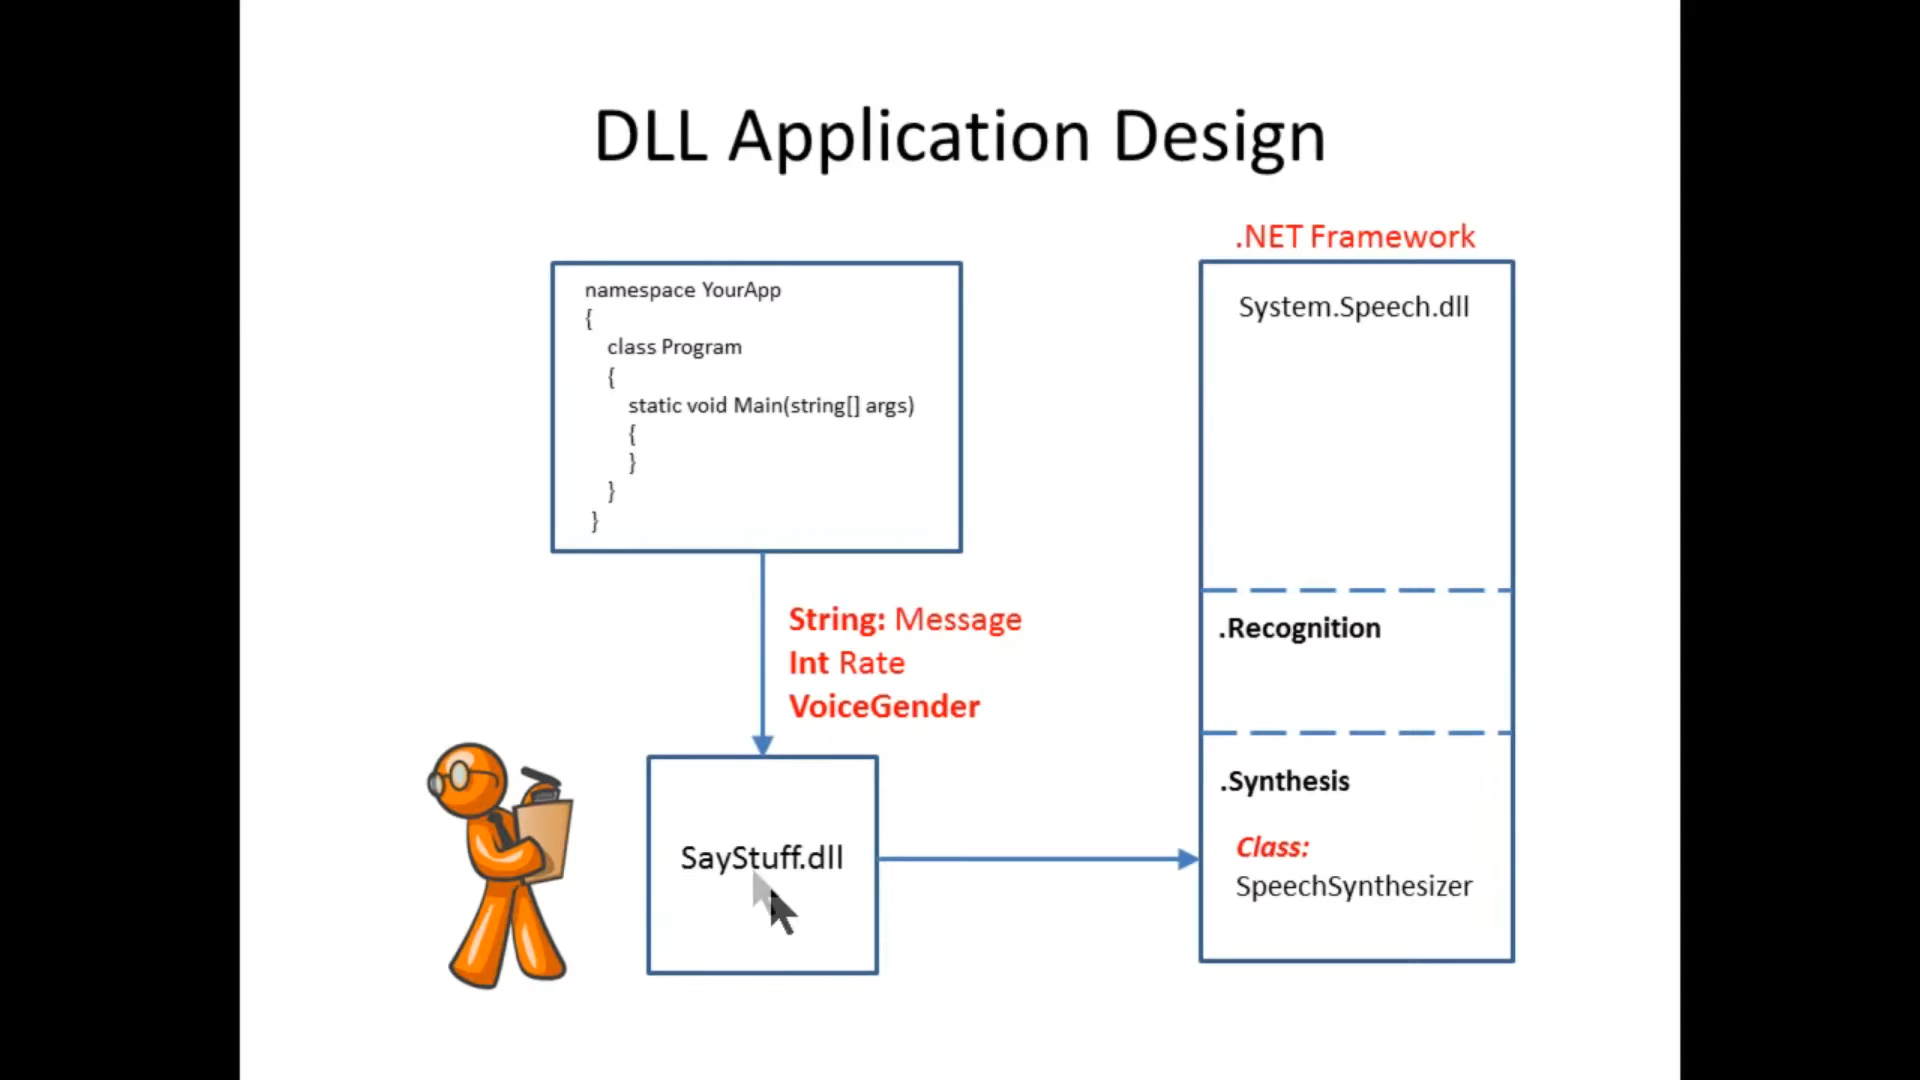 DLL Application Design
namespace YourApp
{
class Program
{
static void Main(string[] args)
{
}
}
}
String: Message
Int Rate
VoiceGender
SayStuff.dll
.NET Framework
System.Speech.dll
.Recognition
.Synthesis
Class:
SpeechSynthesizer